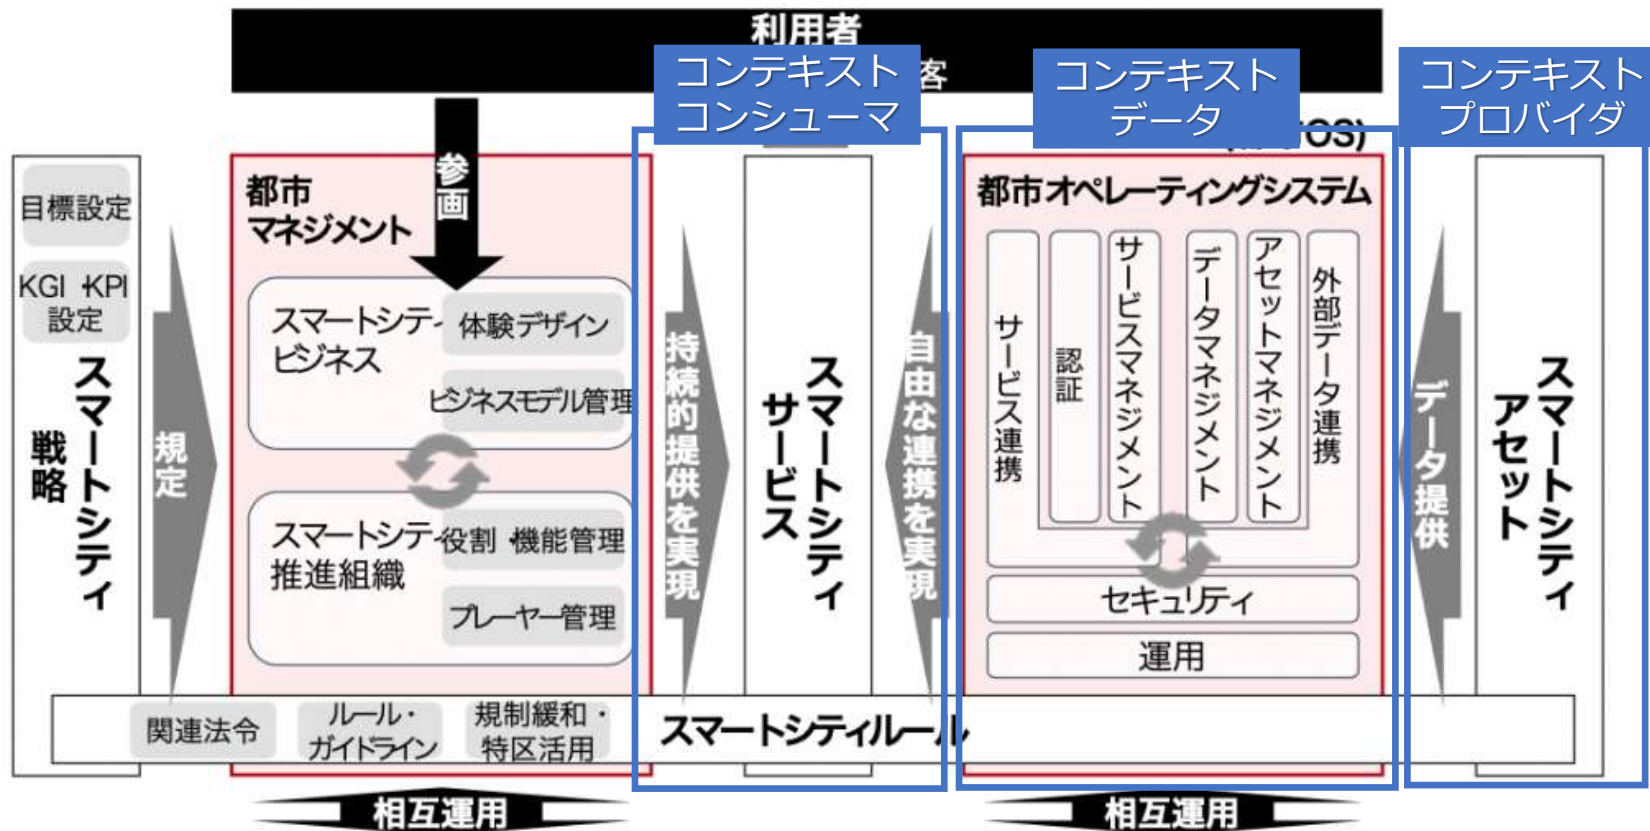 利用者
客
コンテキスト
コンシューマ
コンテキスト
データ
コンテキスト
プロバイダ
OS)
目標設定
KGI・KPI
設定
スマートシティ
戦略
規定
参画
都市
マネジメント
スマートシティ
ビジネス
体験デザイン
ビジネスモデル管理
スマートシティ
推進組織
役割・機能管理
プレーヤー管理
持続的提供を実現
スマートシティ
サービス
自由な連携を実現
都市オペレーティングシステム
サービス連携
認証
サービスマネジメント
データマネジメント
アセットマネジメント
外部データ連携
セキュリティ
運用
データ提供
スマートシティ
アセット
関連法令
ルール・
ガイドライン
規制緩和・
特区活用
スマートシティルール
相互運用
相互運用